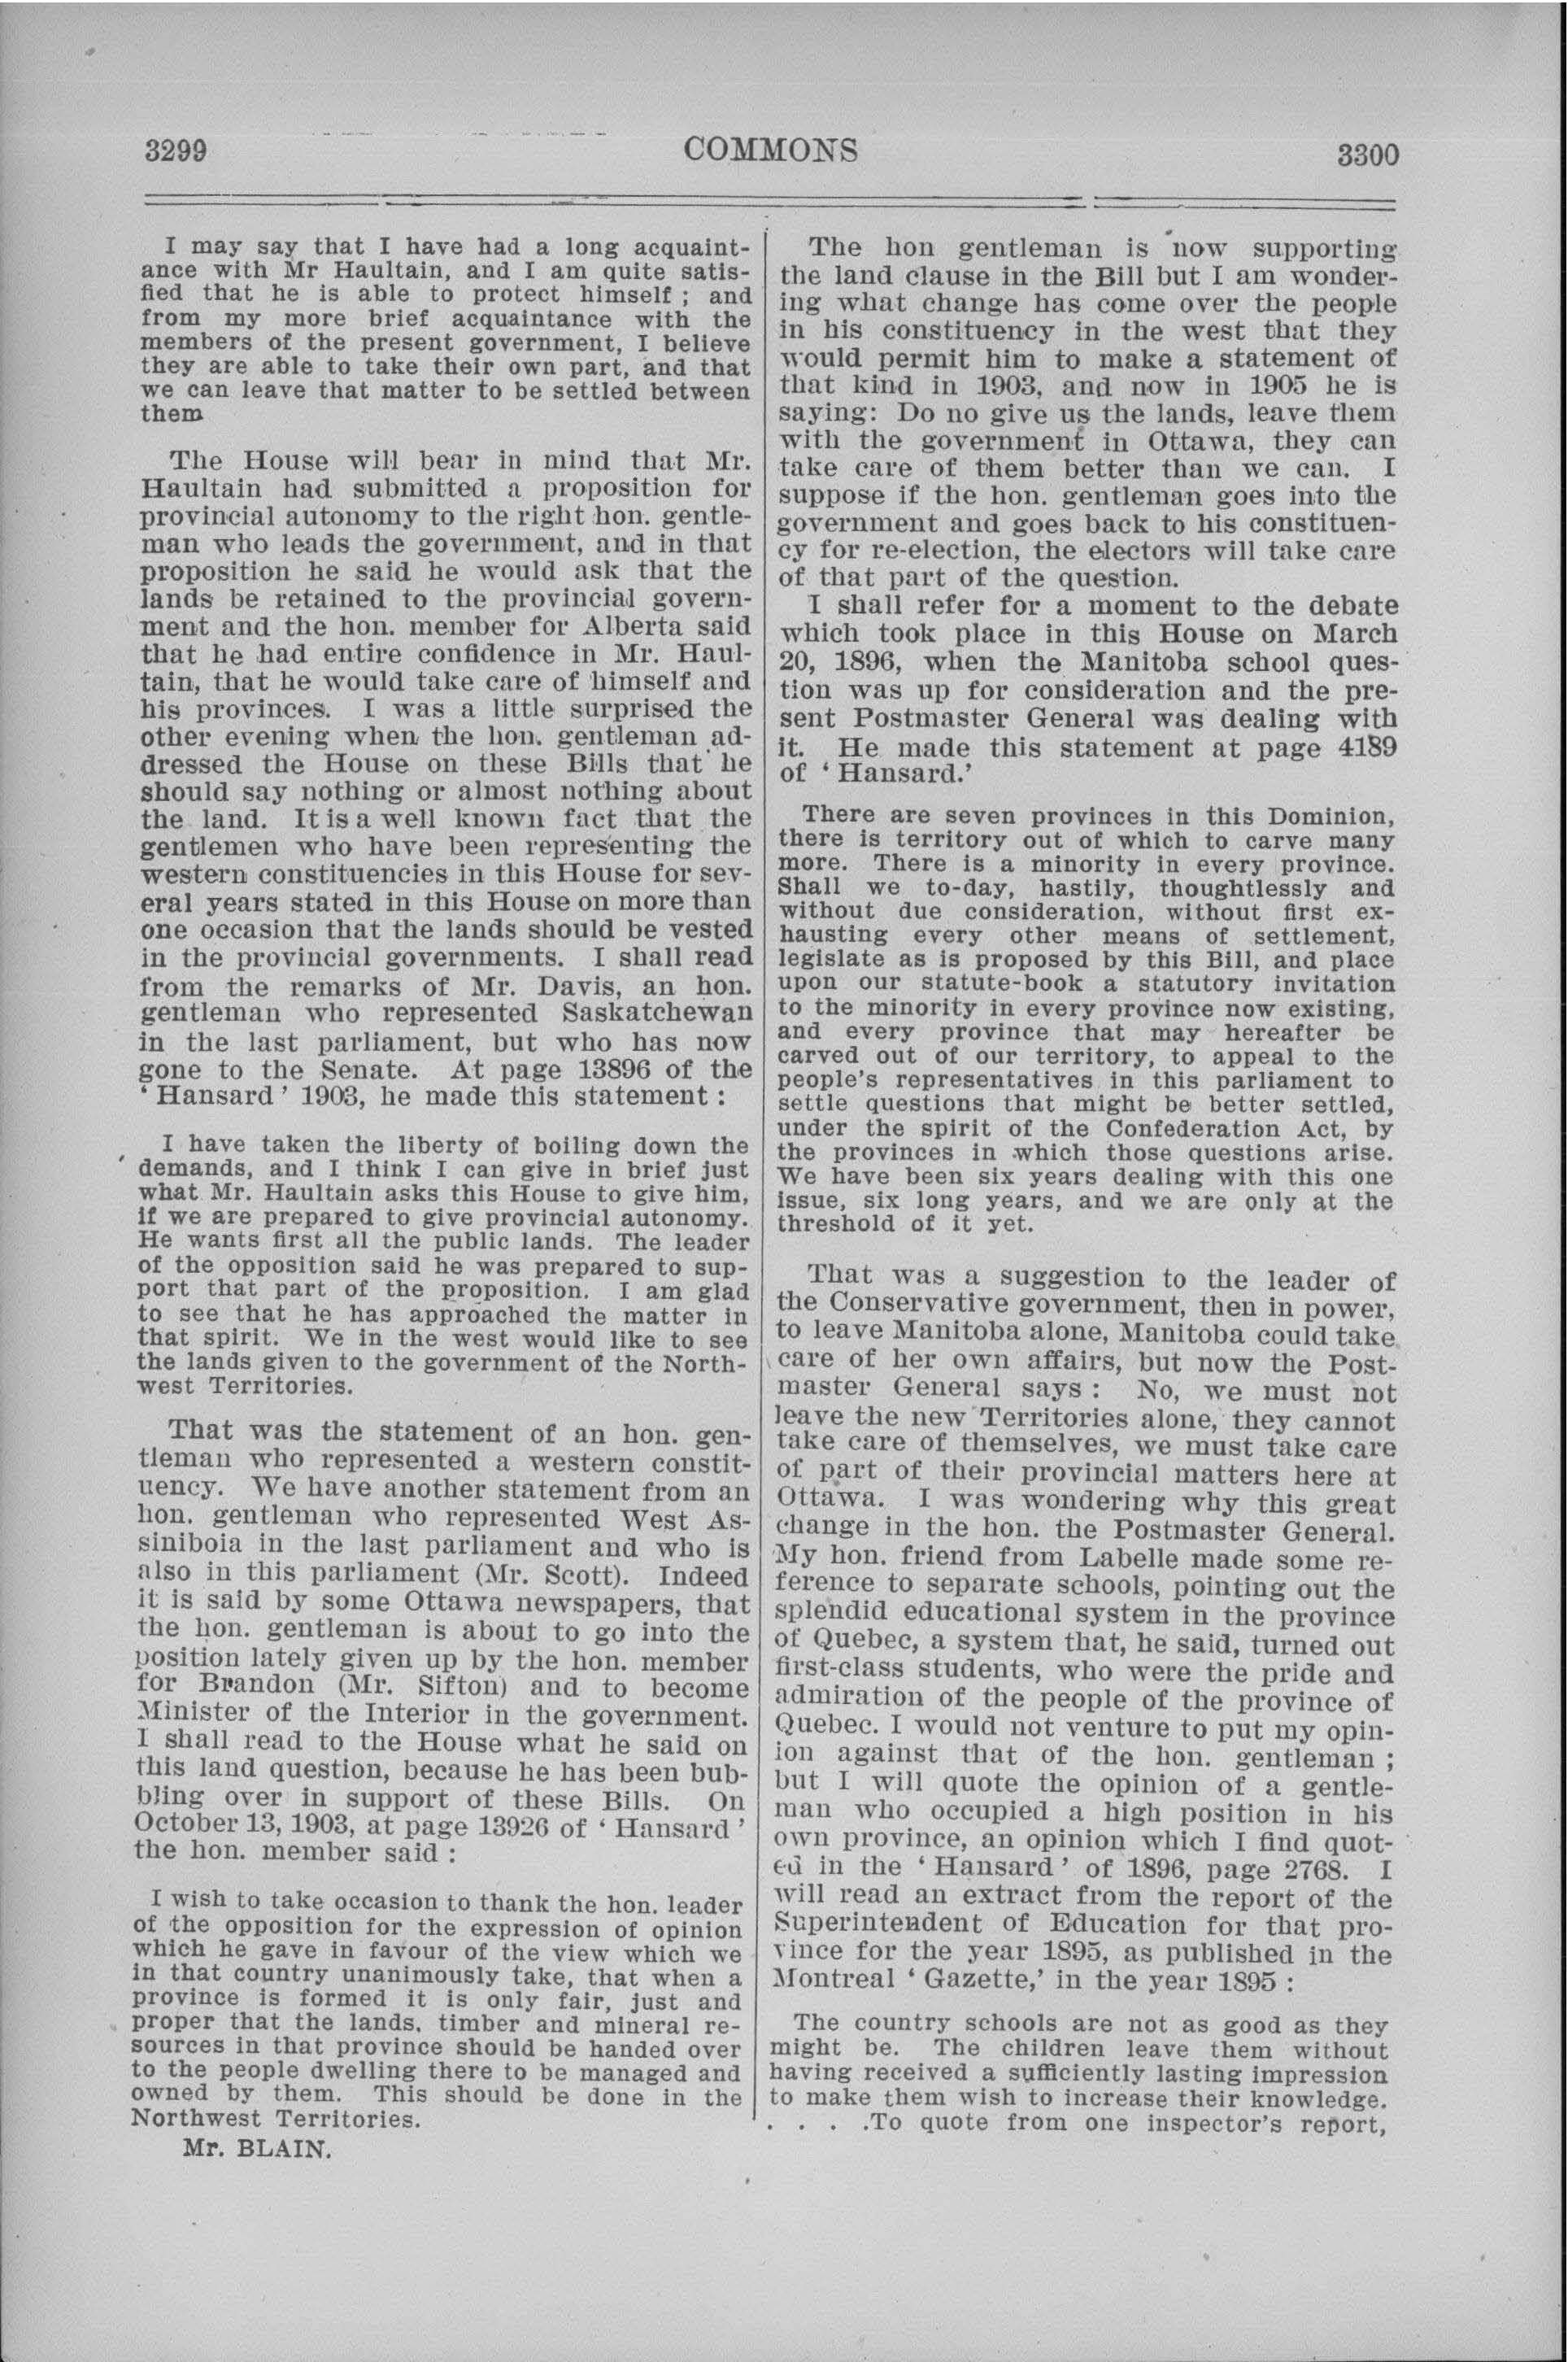 3299
COMMONS
3300
I may say that I have had a long acquaint-
ance with Mr Haultain, and I am quite satis-
fied that he is able to protect himself ; and
from my more brief acquaintance with the
members of the present government, I believe
they are able to take their own part, and that
we can leave that matter to be settled between
them
The House will bear in mind that Mr.
Haultain had submitted a proposition for
provincial autonomy to the right hon. gentle-
man who leads the government, and in that
proposition he said he would ask that the
lands be retained to the provincial govern-
ment and the hon. member for Alberta said
that he had entire confidence in Mr. Haul-
tain, that he would take care of himself and
his provinces. I was a little surprised the
other evening when the hon. gentleman ad-
dressed the House on these Bills that he
should say nothing or almost nothing about
the land. It is a well known fact that the
gentlemen who have been representing the
western constituencies in this House for sev-
eral years stated in this House on more than
one occasion that the lands should be vested
in the provincial governments. I shall read
from the remarks of Mr. Davis, an hon.
gentleman who represented Saskatchewan
in the last parliament, but who has now
gone to the Senate. At page 13896 of the
‘ Hansard ’ 1903, he made this statement :
I have taken the liberty of boiling down the
demands, and I think I can give in brief just
what Mr. Haultain asks this House to give him,
if we are prepared to give provincial autonomy.
He wants first all the public lands. The leader
of the opposition said he was prepared to sup-
port that part of the proposition. I am glad
to see that he has approached the matter in
that spirit. We in the west would like to see
the lands given to the government of the North-
west Territories.
That was the statement of an hon. gen-
tleman who represented a western constit-
uency. We have another statement from an
hon. gentleman who represented West As-
siniboia in the last parliament and who is
also in this parliament (Mr. Scott). Indeed
it is said by some Ottawa newspapers, that
the hon. gentleman is about to go into the
position lately given up by the hon. member
for Brandon (Mr. Sifton) and to become
Minister of the Interior in the government.
I shall read to the House what he said on
this land question, because he has been bub-
bling over in support of these Bills. On
October 13, 1903, at page 13926 of ‘ Hansard ’
the hon. member said :
I wish to take occasion to thank the hon. leader
of the opposition for the expression of opinion
which he gave in favour of the view which we
in that country unanimously take, that when a
province is formed it is only fair, just and
proper that the lands, timber and mineral re-
sources in that province should be handed over
to the people dwelling there to be managed and
owned by them. This should be done in the
Northwest Territories.
Mr. BLAIN.
The hon gentleman is now supporting
the land clause in the Bill but I am wonder-
ing what change has come over the people
in his constituency in the west that they
would permit him to make a statement of
that kind in 1903, and now in 1905 he is
saying: Do no give us the lands, leave them
with the government in Ottawa, they can
take care of them better than we can. I
suppose if the hon. gentleman goes into the
government and goes back to his constituen-
cy for re-election, the electors will take care
of that part of the question.
I shall refer for a moment to the debate
which took place in this House on March
20, 1896, when the Manitoba school ques-
tion was up for consideration and the pre-
sent Postmaster General was dealing with
it. He made this statement at page 4189
of ‘ Hansard.’
There are seven provinces in this Dominion,
there is territory out of which to carve many
more. There is a minority in every province.
Shall we to-day, hastily, thoughtlessly and
without due consideration, without first ex-
hausting every other means of settlement,
legislate as is proposed by this Bill, and place
upon our statute-book a statutory invitation
to the minority in every province now existing,
and every province that may hereafter be
carved out of our territory, to appeal to the
people's representatives in this parliament to
settle questions that might be better settled,
under the spirit of the Confederation Act, by
the provinces in which those questions arise.
We have been six years dealing with this one
issue, six long years, and we are only at the
threshold of it yet.
That was a suggestion to the leader of
the Conservative government, then in power,
to leave Manitoba alone, Manitoba could take
care of her own affairs, but now the Post-
master General says : No, we must not
leave the new Territories alone, they cannot
take care of themselves, we must take care
of part of their provincial matters here at
Ottawa. I was wondering why this great
change in the hon. the Postmaster General.
My hon. friend from Labelle made some re-
ference to separate schools, pointing out the
splendid educational system in the province
of Quebec, a system that, he said, turned out
first-class students, who were the pride and
admiration of the people of the province of
Quebec. I would not venture to put my opin-
ion against that of the hon. gentleman ;
but I will quote the opinion of a gentle-
man who occupied a high position in his
own province, an opinion which I find quot-
ed in the ‘ Hansard ’ of 1896, page 2768. I
will read an extract from the report of the
Superintendent of Education for that pro-
vince for the year 1895, as published in the
Montreal ‘ Gazette,’ in the year 1895 :
The country schools are not as good as they
might be. The children leave them without
having received a sufficiently lasting impression
to make them wish to increase their knowledge.
. . . .To quote from one inspector's report,